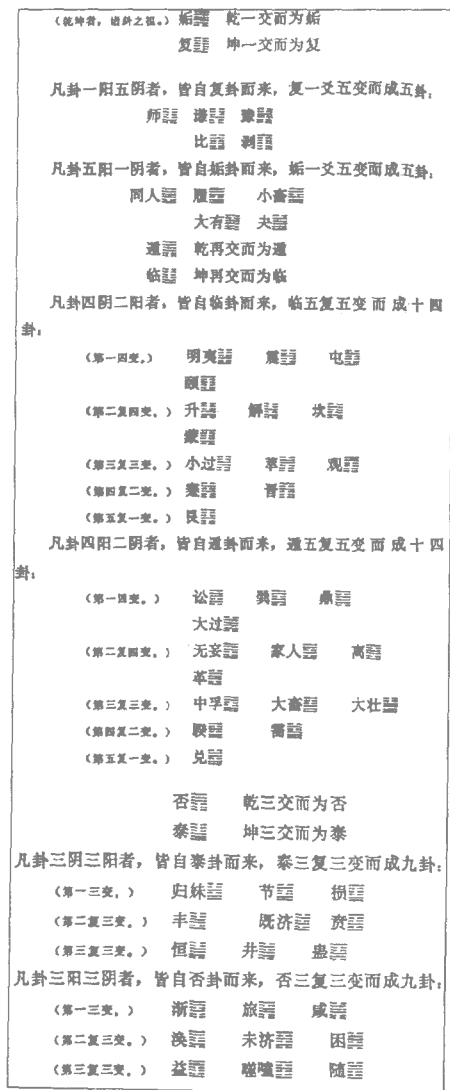 （乾坤者，诸卦之祖。）姤䷫ 乾一交而为姤
复䷗ 坤一交而为复
凡卦一阳五阴者，皆自复卦而来，复一爻五变而成五卦：
师䷆ 谦䷎ 豫䷏
比䷇ 剥䷖
凡卦五阳一阴者，皆自姤卦而来，姤一爻五变而成五卦：
同人䷌ 履䷉ 小畜䷈
大有䷍ 夬䷪
遁䷠ 乾再交而为遁
临䷒ 坤再交而为临
凡卦四阴二阳者，皆自临卦而来，临五复五变而成十四
卦：
（第一四变。） 明夷䷣ 震䷲ 屯䷂
颐䷚
（第二复四变。） 升䷭ 解䷧ 坎䷜
蒙䷃
（第三复三变。） 小过䷽ 萃䷬ 观䷓
（第四复二变。） 蹇䷦ 晋䷢
（第五复一变。） 艮䷳
凡卦四阳二阴者，皆自遁卦而来，遁五复五变而成十四
卦：
（第一四变。） 讼䷅ 巽䷸ 鼎䷱
大过䷛
（第二复四变。） 无妄䷘ 家人䷤ 离䷝
革䷰
（第三复三变。） 中孚䷼ 大畜䷙ 大壮䷡
（第四复二变。） 睽䷥ 需䷄
（第五复一变。） 兑䷹
否䷋ 乾三交而为否
泰䷊ 坤三交而为泰
凡卦三阴三阳者，皆自泰卦而来，泰三复三变而成九卦：
（第一三变。） 归妹䷵ 节䷻ 损䷨
（第二复三变。） 丰䷶ 既济䷾ 贲䷕
（第三复三变。） 恒䷟ 井䷯ 蛊䷑
凡卦三阳三阴者，皆自否卦而来，否三复三变而成九卦：
（第一三变。） 渐䷴ 旅䷷ 咸䷞
（第二复三变。） 涣䷺ 未济䷿ 困䷮
（第三复三变。） 益䷩ 噬嗑䷔ 随䷐